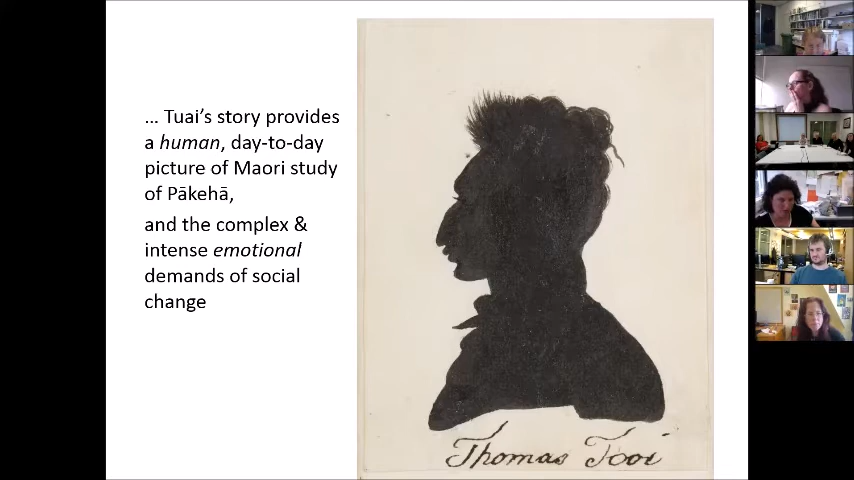 ... Tuai's story provides
a human, day-to-day
picture of Maori study
of Pākehā,
and the complex &
intense emotional
demands of social
change
Thomas Tooi